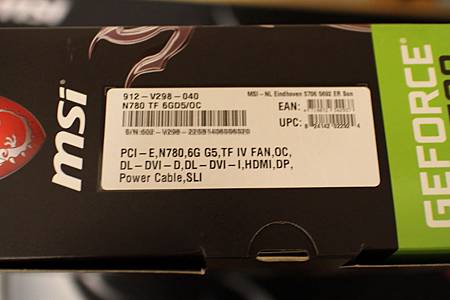 912-V298-040
N780 TF 6GD5/OC
MSI - NL Eindhoven 5706 5692 ER Son
EAN:
UPC:
PCI-E,N780,6G G5,TF IV FAN,OC,
DL-DVI-D,DL-DVI-I,HDMI,DP,
Power Cable,SLI
msi
GEFORCE